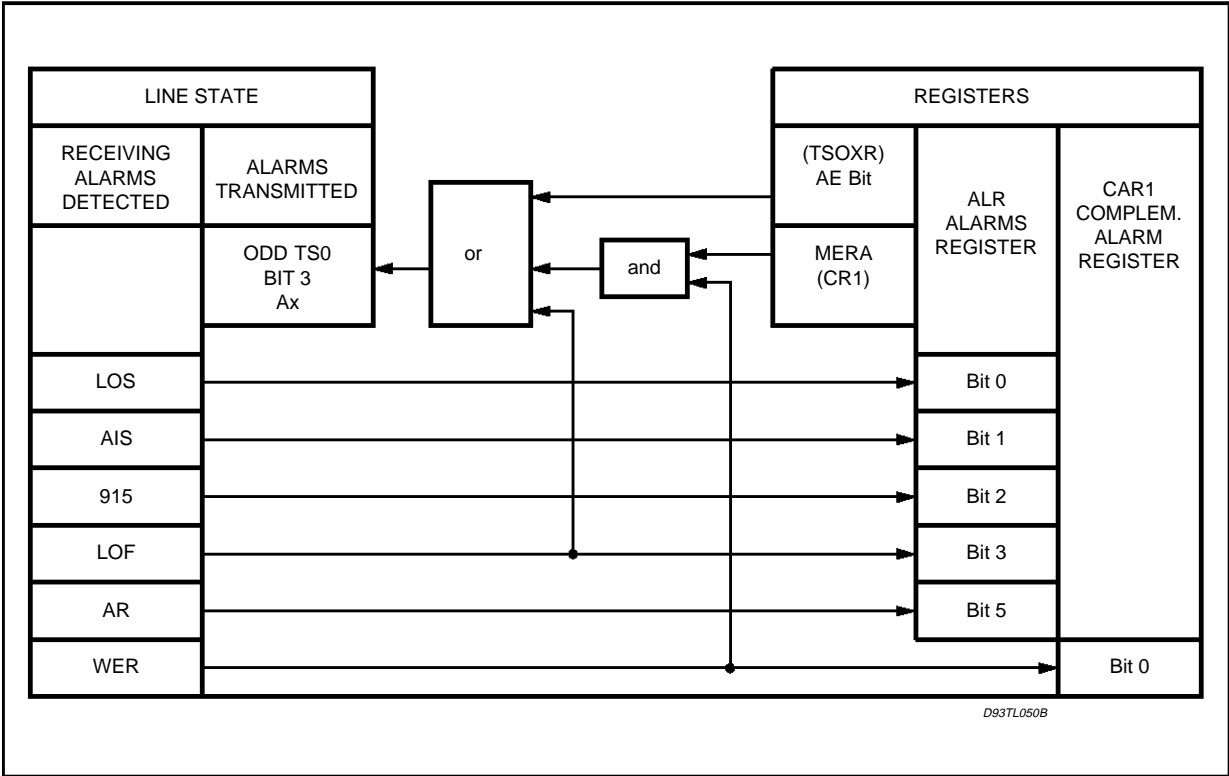 LINE STATE
REGISTERS
RECEIVING
ALARMS
DETECTED
ALARMS
TRANSMITTED
(TSOXR)
AE Bit
ALR
ALARMS
REGISTER
CAR1
COMPLEM.
ALARM
REGISTER
ODD TS0
BIT 3
Ax
or
and
MERA
(CR1)
LOS
Bit 0
AIS
Bit 1
915
Bit 2
LOF
Bit 3
AR
Bit 5
WER
Bit 0
D93TL050B